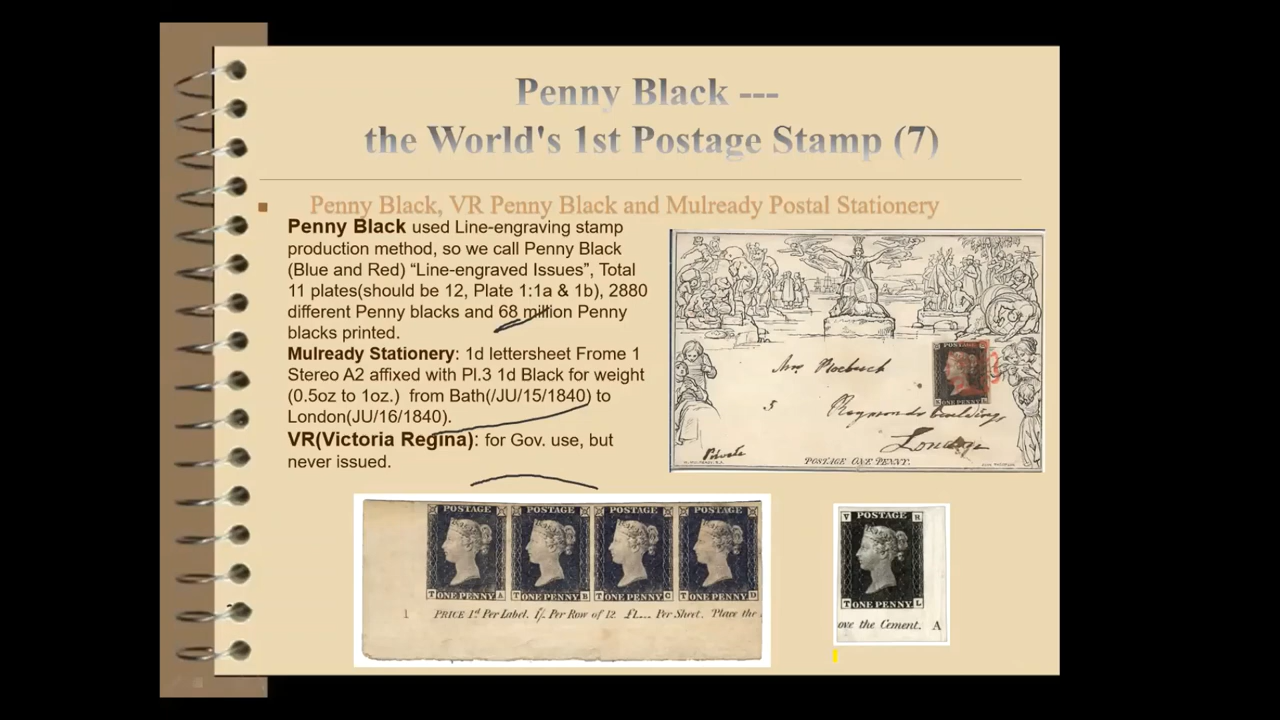 Penny Black ---
the World's 1st Postage Stamp (7)
Penny Black, VR Penny Black and Mulready Postal Stationery
Penny Black used Line-engraving stamp
production method, so we call Penny Black
(Blue and Red) “Line-engraved Issues”, Total
11 plates(should be 12, Plate 1:1a & 1b), 2880
different Penny blacks and 68 million Penny
blacks printed.
Mulready Stationery: 1d lettersheet Frome 1
Stereo A2 affixed with Pl.3 1d Black for weight
(0.5oz to 1oz.) from Bath(/JU/15/1840) to
London(JU/16/1840).
VR(Victoria Regina): for Gov. use, but
never issued.
POSTAGE
ONE PENNY
3
London
Private
POSTAGE ONE PENNY.
POSTAGE POSTAGE POSTAGE POSTAGE
T ONE PENNY A T ONE PENNY B T ONE PENNY C T ONE PENNY D
1 PRICE 1d Per Label. 1/- Per Row of 12. £1... Per Sheet. Place the
POSTAGE
V R
T ONE PENNY L
ove the Cement. A